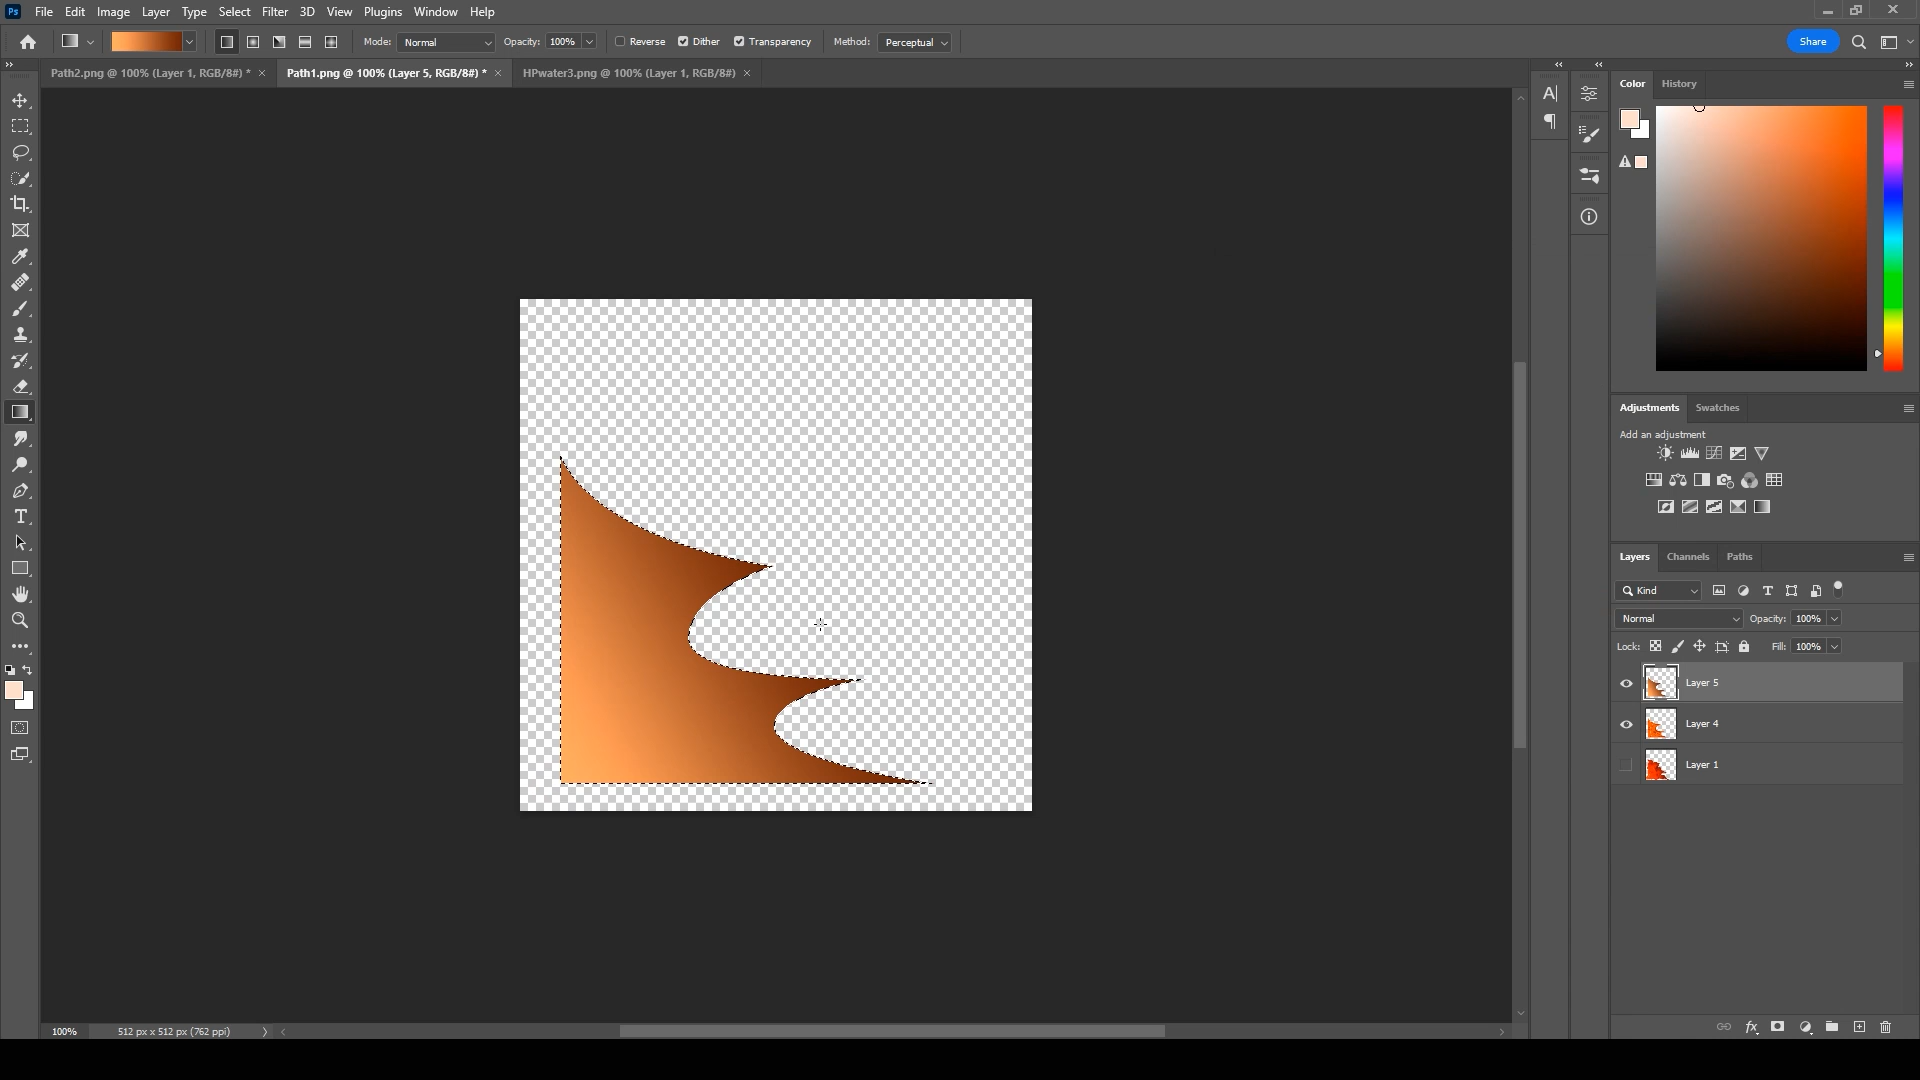 Ps File Edit Image Layer Type Select Filter 3D View Plugins Window Help
Mode: Normal Opacity: 100% Reverse Dither Transparency Method: Perceptual Share
Path2.png @ 100% (Layer 1, RGB/8#) * Path1.png @ 100% (Layer 5, RGB/8#) * HPwater3.png @ 100% (Layer 1, RGB/8#)
Color History
Adjustments Swatches
Add an adjustment
Layers Channels Paths
Kind
Normal Opacity: 100%
Lock: Fill: 100%
Layer 5
Layer 4
Layer 1
100% 512 px x 512 px (762 ppi)